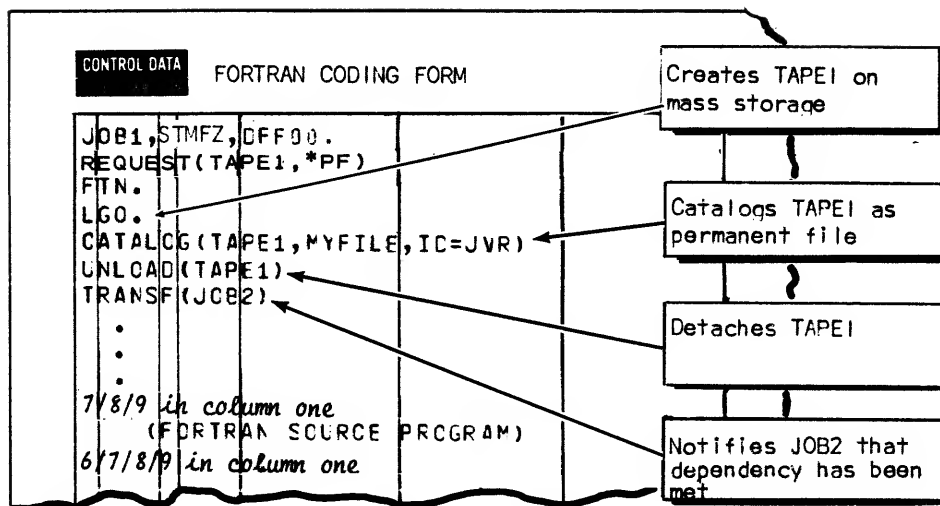 CONTROL DATA
FORTRAN CODING FORM
JOB1,STMFZ,DFF00.
REQUEST(TAPE1,*PF)
FTN.
LGO.
CATALOG(TAPE1,MYFILE,ID=JVR)
UNLOAD(TAPE1)
TRANSF(JOB2)
.
.
.
7/8/9 in column one
(FORTRAN SOURCE PROGRAM)
6/7/8/9 in column one
Creates TAPE1 on
mass storage
Catalogs TAPE1 as
permanent file
Detaches TAPE1
Notifies JOB2 that
dependency has been
met